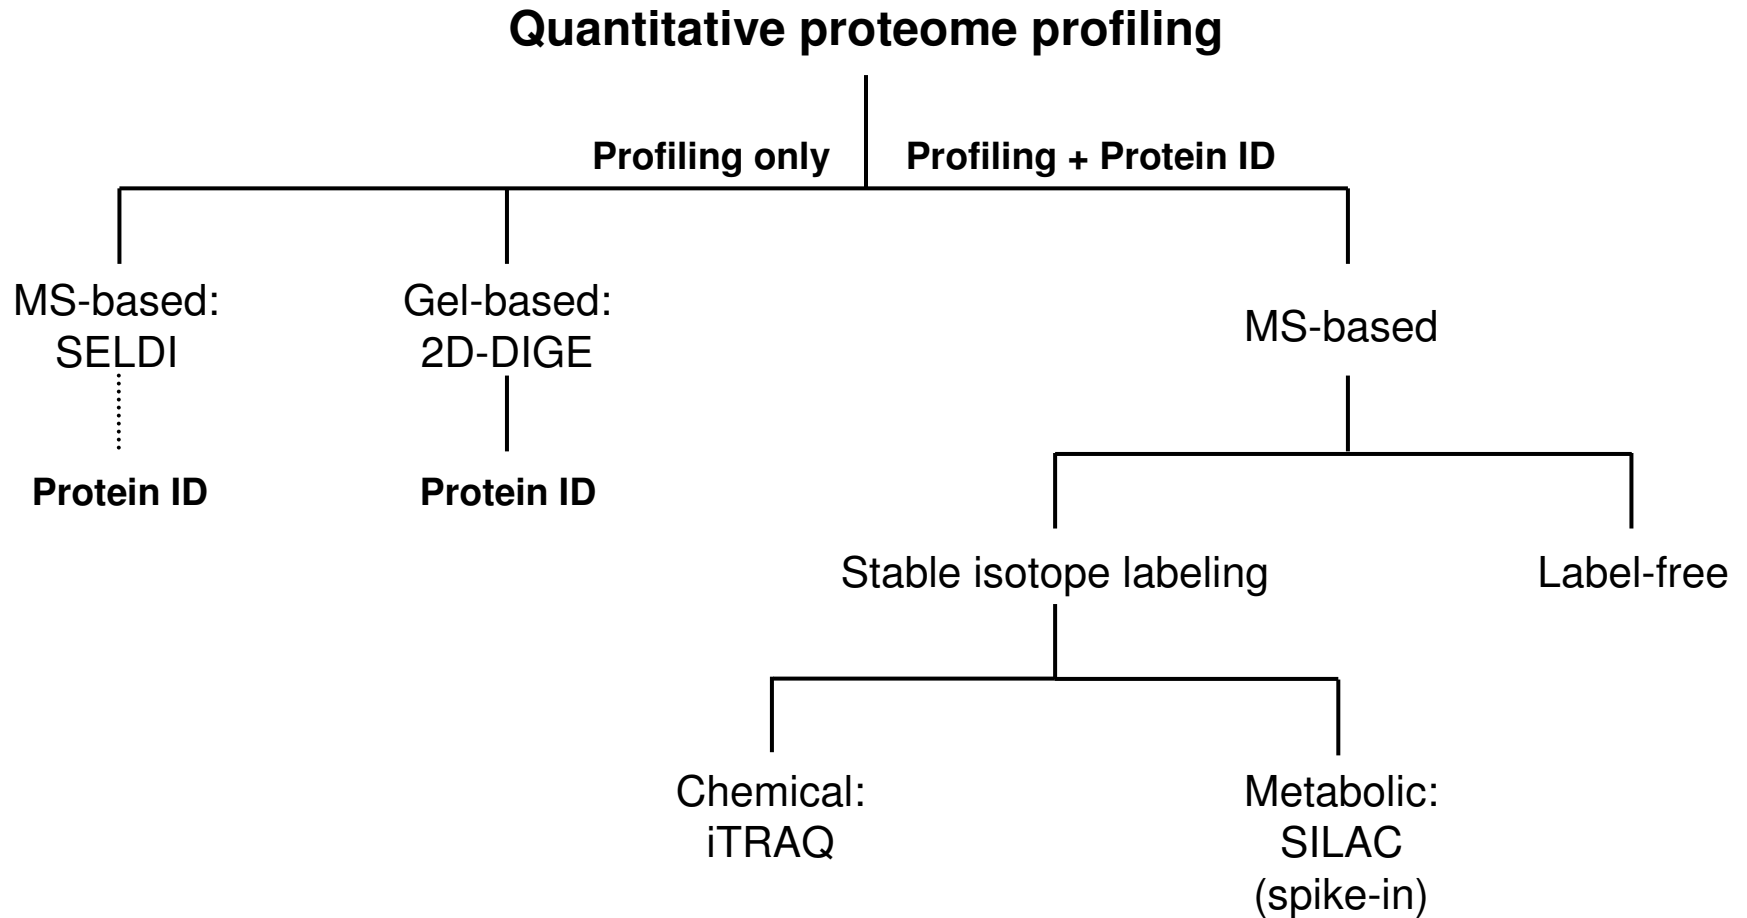 Quantitative proteome profiling
Profiling only
Profiling + Protein ID
MS-based:
SELDI
Gel-based:
2D-DIGE
MS-based
Protein ID
Protein ID
Stable isotope labeling
Label-free
Chemical:
iTRAQ
Metabolic:
SILAC
(spike-in)